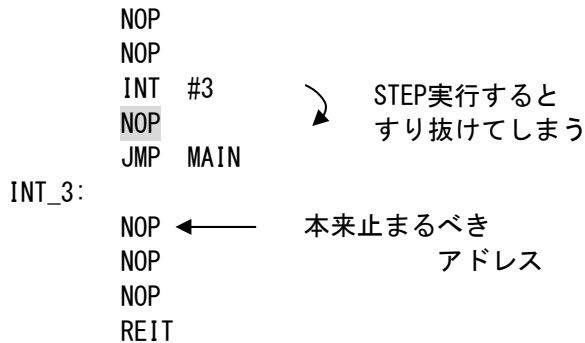 NOP
NOP
INT #3
NOP
JMP MAIN
STEP実行すると
すり抜けてしまう
INT_3:
NOP
NOP
NOP
REIT
本来止まるべき
アドレス